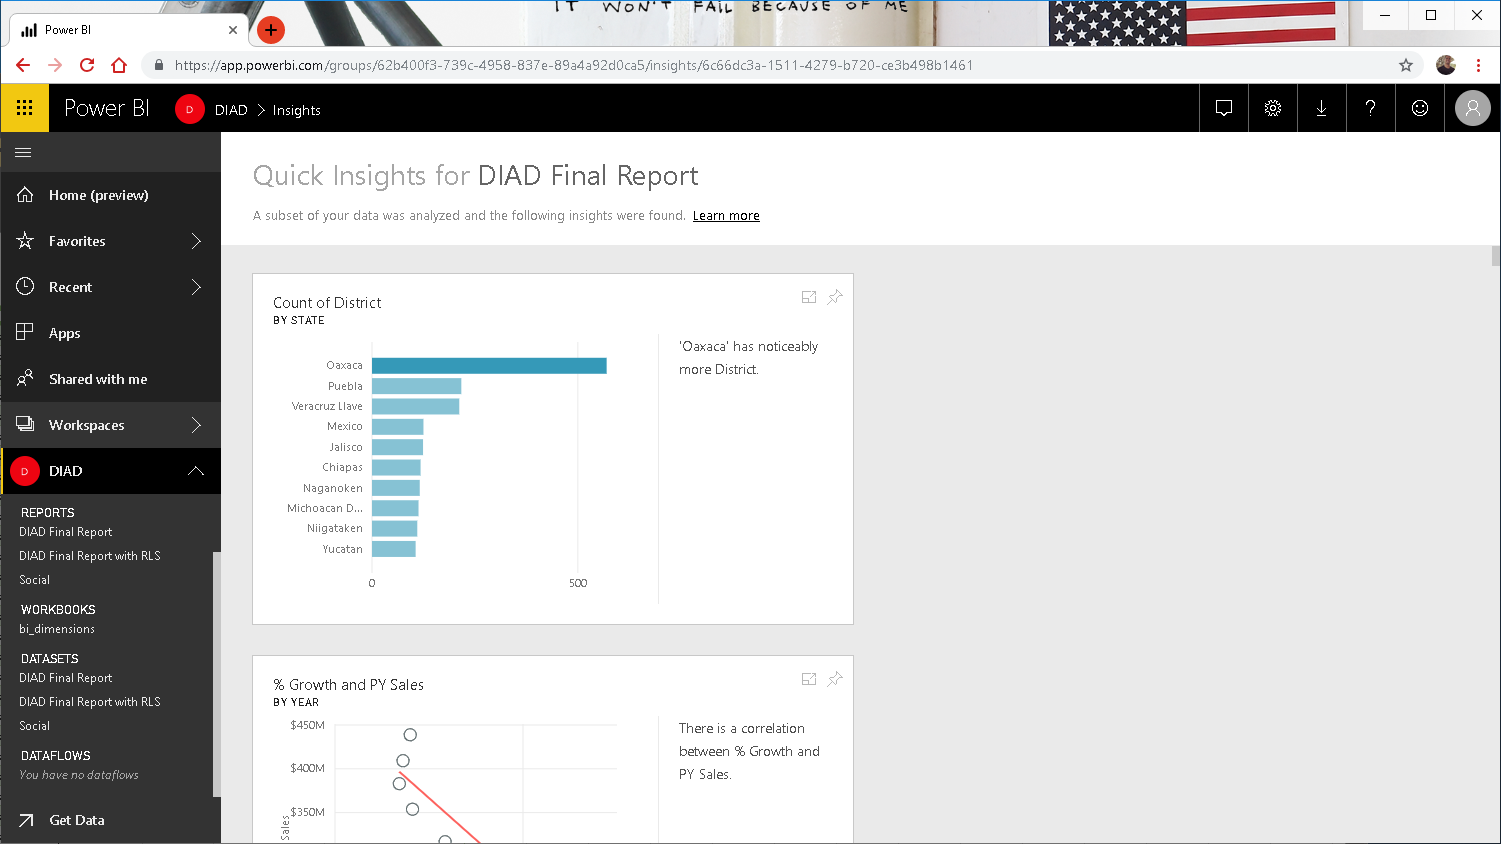 IT WON'T FAIL BECAUSE OF ME
Power BI
https://app.powerbi.com/groups/62b400f3-739c-4958-837e-89a4a92d0ca5/insights/6c66dc3a-1511-4279-b720-ce3b498b1461
Power BI
D
DIAD
Insights
Home (preview)
Favorites
Recent
Apps
Shared with me
Workspaces
D
DIAD
REPORTS
DIAD Final Report
DIAD Final Report with RLS
Social
WORKBOOKS
bi_dimensions
DATASETS
DIAD Final Report
DIAD Final Report with RLS
Social
DATAFLOWS
You have no dataflows
Get Data
Quick Insights for DIAD Final Report
A subset of your data was analyzed and the following insights were found. Learn more
Count of District
BY STATE
Oaxaca
Puebla
Veracruz Llave
Mexico
Jalisco
Chiapas
Naganoken
Michoacan D...
Niigataken
Yucatan
0
500
'Oaxaca' has noticeably
more District.
% Growth and PY Sales
BY YEAR
$450M
$400M
$350M
Sales
There is a correlation
between % Growth and
PY Sales.